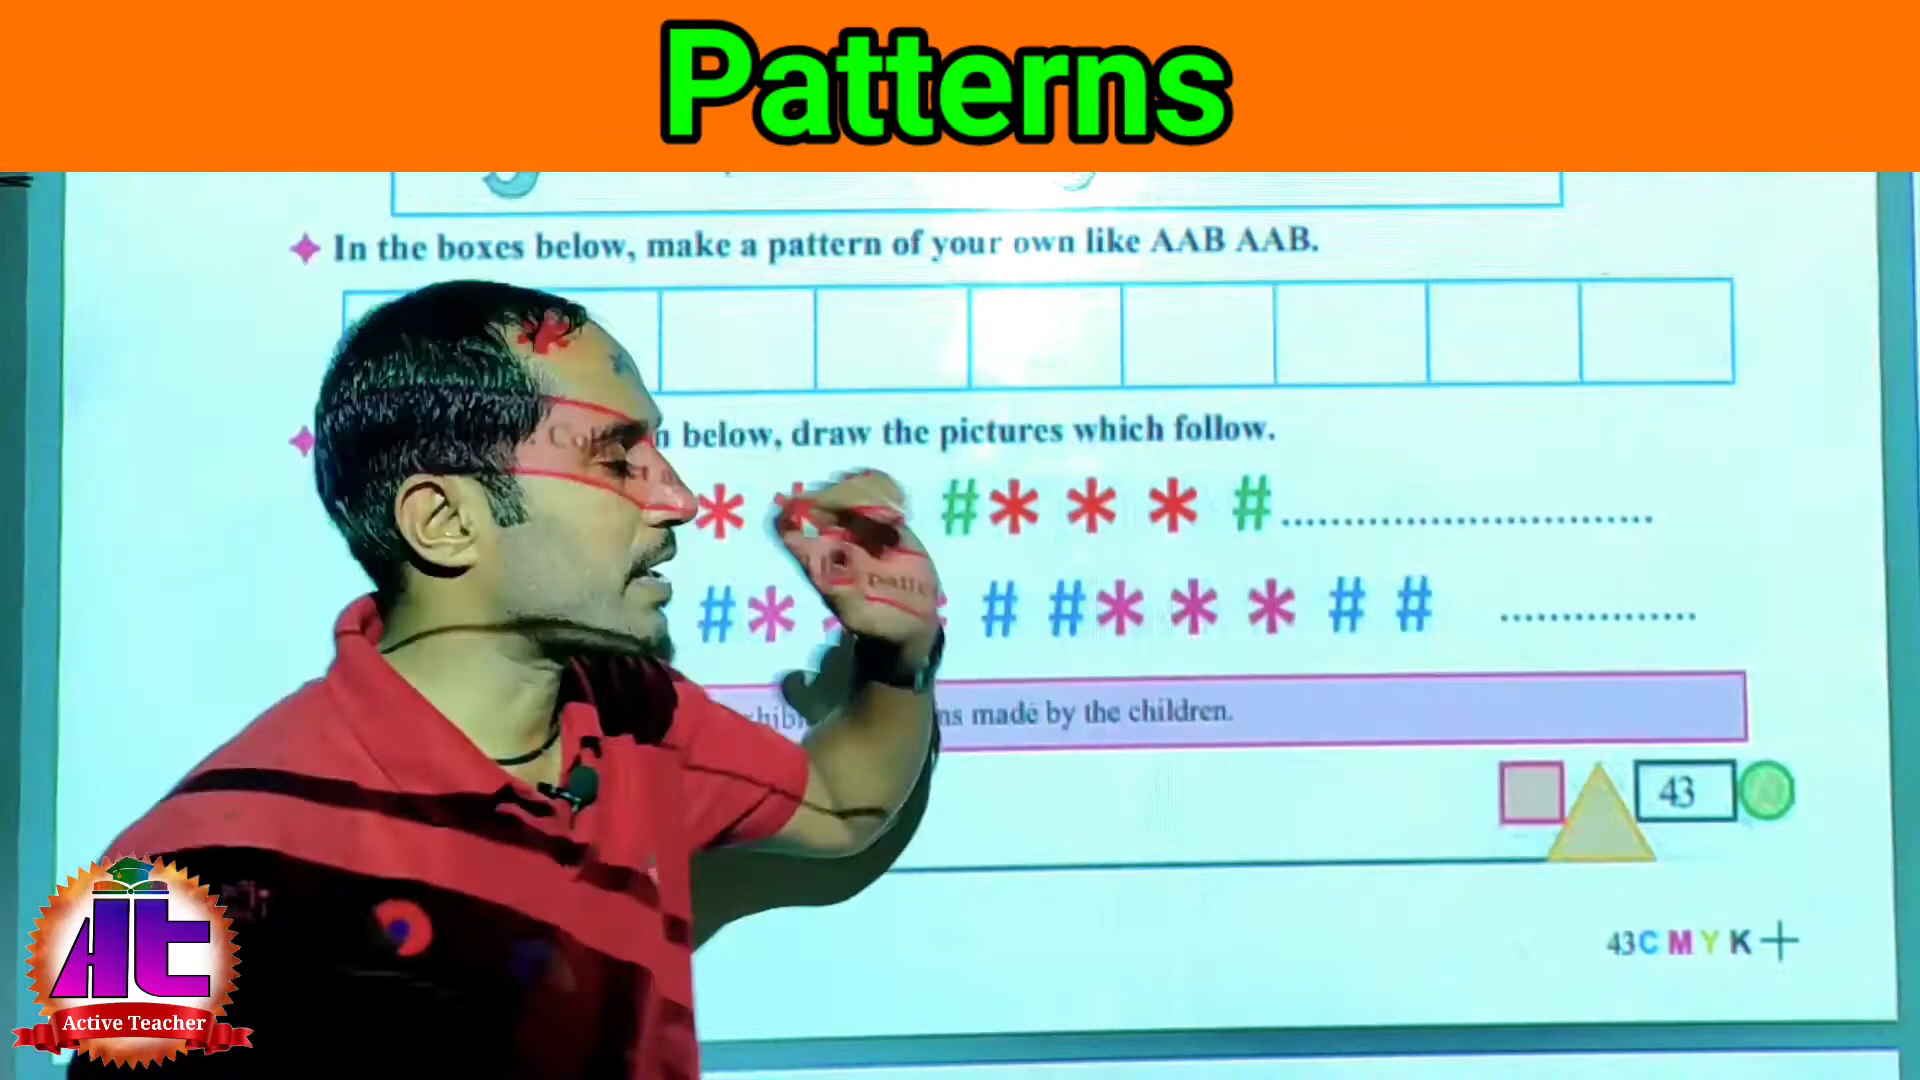 Patterns
In the boxes below, make a pattern of your own like AAB AAB.
below, draw the pictures which follow.
* * # * * * # ....................
# * # # * * * # # ...............
made by the children.
43
43 C M Y K
At
Active Teacher